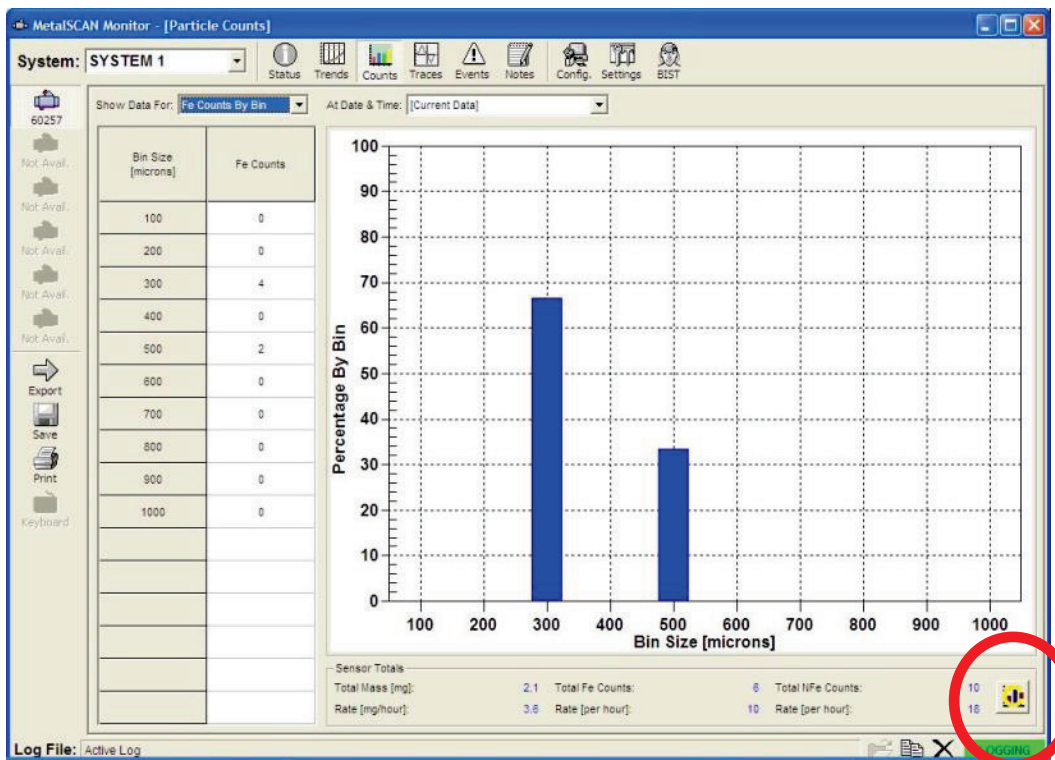 MetalSCAN Monitor - [Particle Counts]
System: SYSTEM 1
Status Trends Counts Traces Events Notes Config. Settings BIST
60257
Not Avail.
Not Avail.
Not Avail.
Not Avail.
Not Avail.
Export
Save
Print
Keyboard
Show Data For: Fe Counts By Bin At Date & Time: [Current Data]
Bin Size [microns] Fe Counts
100 0
200 0
300 4
400 0
500 2
600 0
700 0
800 0
900 0
1000 0
Percentage By Bin
100
90
80
70
60
50
40
30
20
10
0
100 200 300 400 500 600 700 800 900 1000
Bin Size [microns]
Sensor Totals
Total Mass [mg]: 2.1 Total Fe Counts: 6 Total NFe Counts: 10
Rate [mg/hour]: 3.6 Rate [per hour]: 10 Rate [per hour]: 18
Log File: Active Log LOGGING